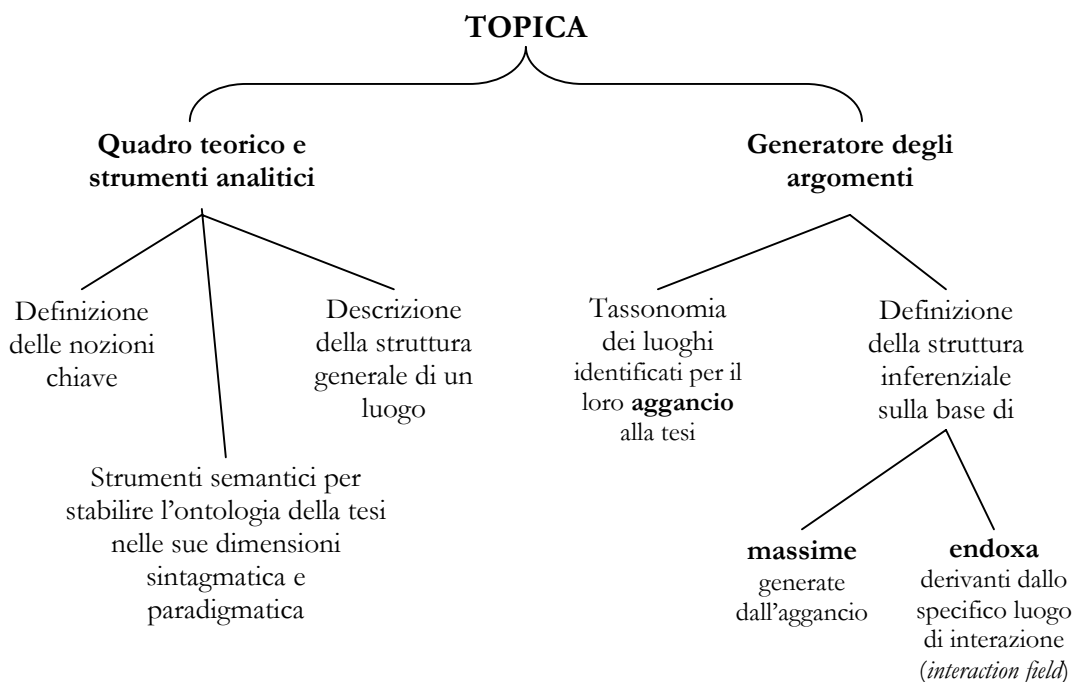 TOPICA
Quadro teorico e
strumenti analitici
Generatore degli
argomenti
Definizione
delle nozioni
chiave
Descrizione
della struttura
generale di un
luogo
Strumenti semantici per
stabilire l'ontologia della tesi
nelle sue dimensioni
sintagmatica e
paradigmatica
Tassonomia
dei luoghi
identificati per il
loro aggancio
alla tesi
Definizione
della struttura
inferenziale
sulla base di
massime
generate
dall'aggancio
endoxa
derivanti dallo
specifico luogo
di interazione
(interaction field)